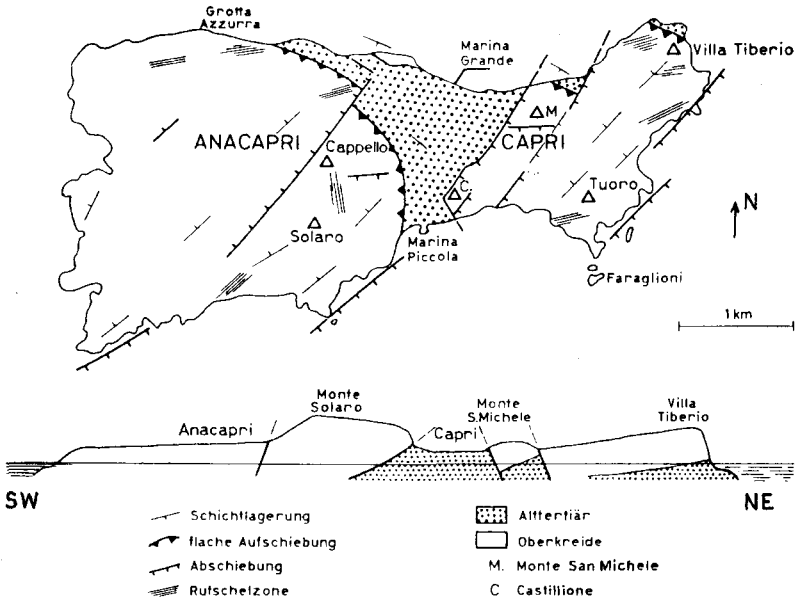 Grotta
Azzurra
Marina
Grande
Villa Tiberio
M
ANACAPRI
CAPRI
Cappello
C.
Tuoro
N
Solaro
Marina
Piccola
Faraglioni
1 km
Monte
Solaro
Monte
S.Michele
Villa
Tiberio
Anacapri
Capri
SW
NE
Schichtlagerung
flache Aufschiebung
Abschiebung
Rutschelzone
Alttertiär
Oberkreide
M. Monte San Michele
C Castillione